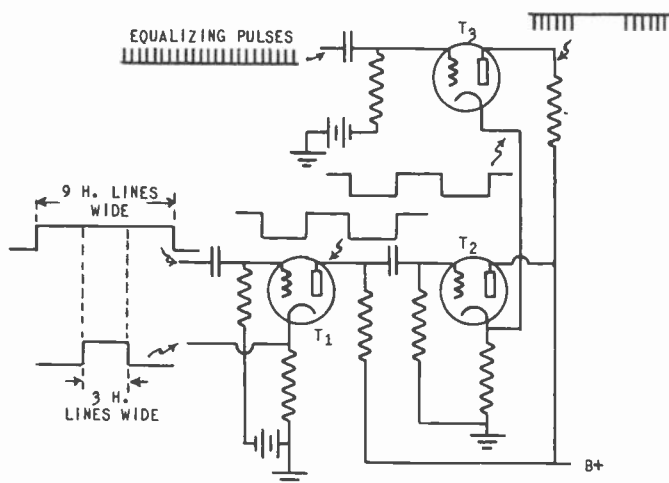 EQUALIZING PULSES
T3
9 H. LINES
WIDE
T2
T1
3 H.
LINES WIDE
B+